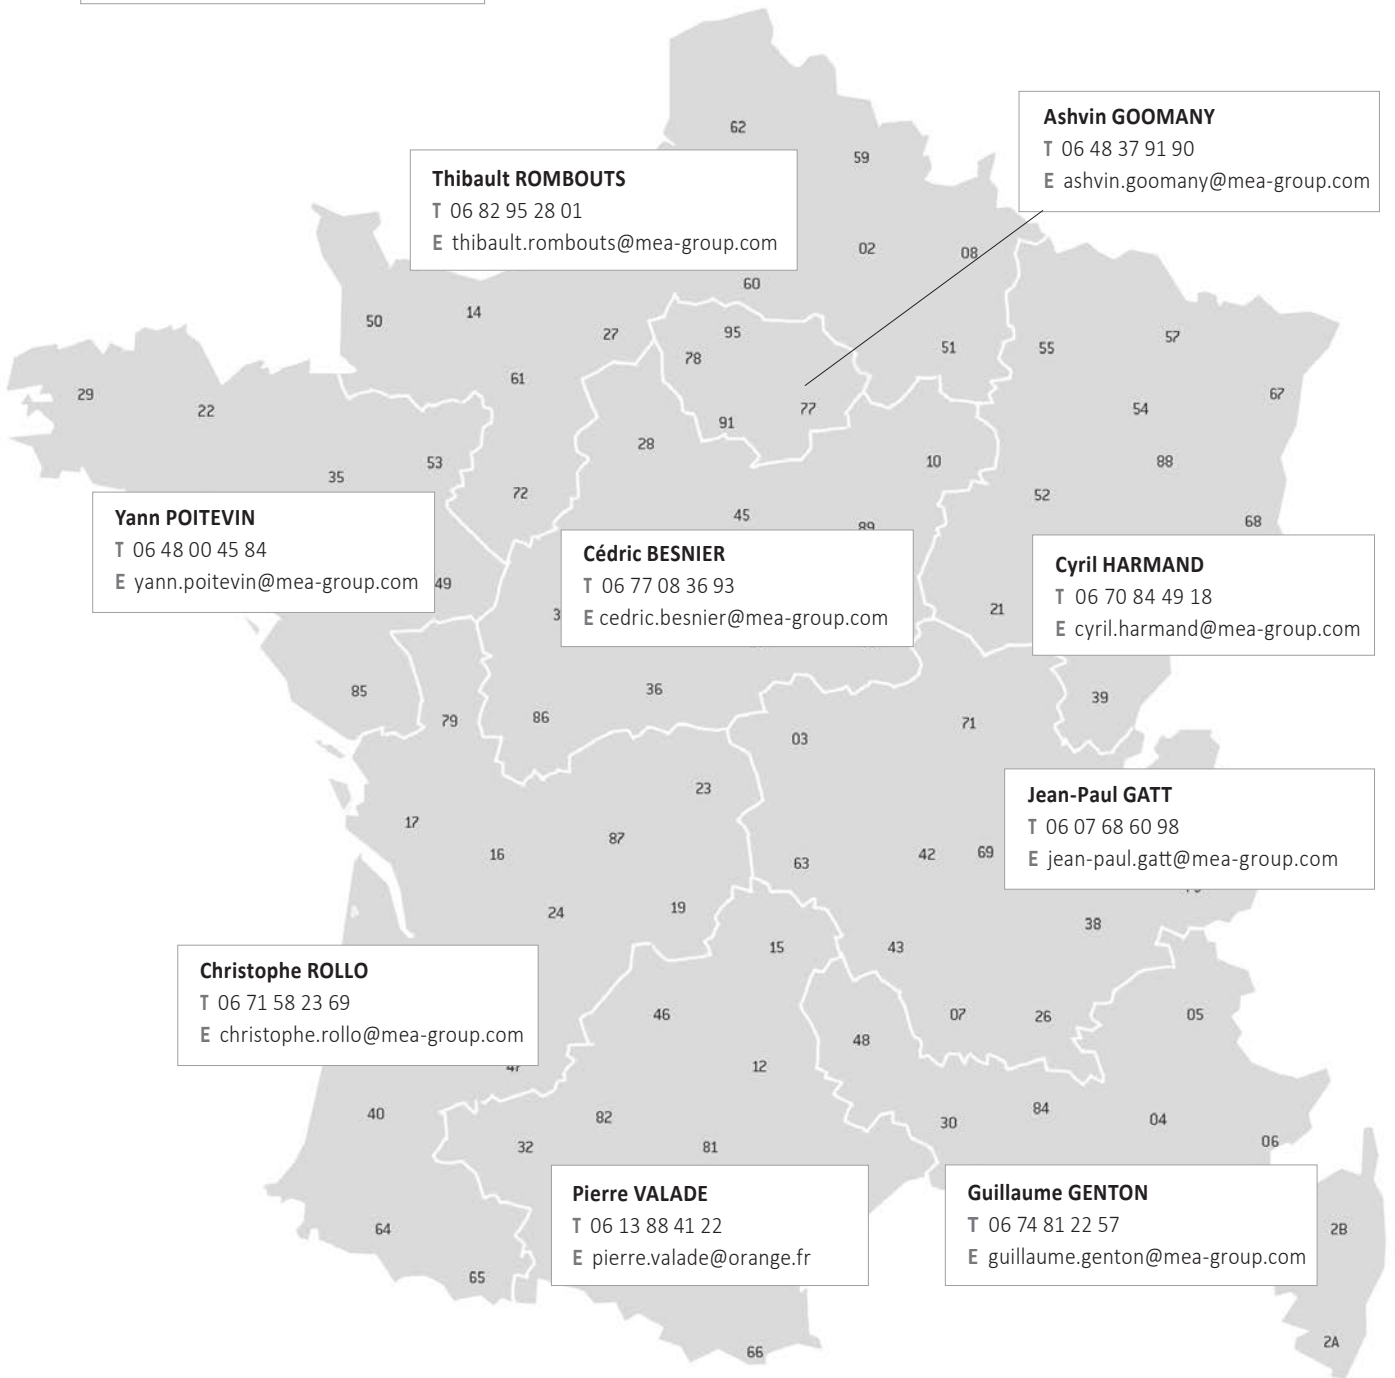 62
59
Ashvin GOOMANY
T 06 48 37 91 90
E ashvin.goomany@mea-group.com
Thibault ROMBOUTS
T 06 82 95 28 01
E thibault.rombouts@mea-group.com
02
08
60
50
14
27
95
78
51
55
57
29
22
61
77
91
54
67
28
35
53
72
10
88
52
45
89
68
Yann POITEVIN
T 06 48 00 45 84
E yann.poitevin@mea-group.com
49
Cédric BESNIER
T 06 77 08 36 93
E cedric.besnier@mea-group.com
21
Cyril HARMAND
T 06 70 84 49 18
E cyril.harmand@mea-group.com
85
79
86
36
03
71
39
23
17
16
87
63
42
69
Jean-Paul GATT
T 06 07 68 60 98
E jean-paul.gatt@mea-group.com
24
19
15
43
38
Christophe ROLLO
T 06 71 58 23 69
E christophe.rollo@mea-group.com
47
46
48
07
26
05
12
40
82
32
81
30
84
04
06
Pierre VALADE
T 06 13 88 41 22
E pierre.valade@orange.fr
Guillaume GENTON
T 06 74 81 22 57
E guillaume.genton@mea-group.com
64
65
66
2B
2A